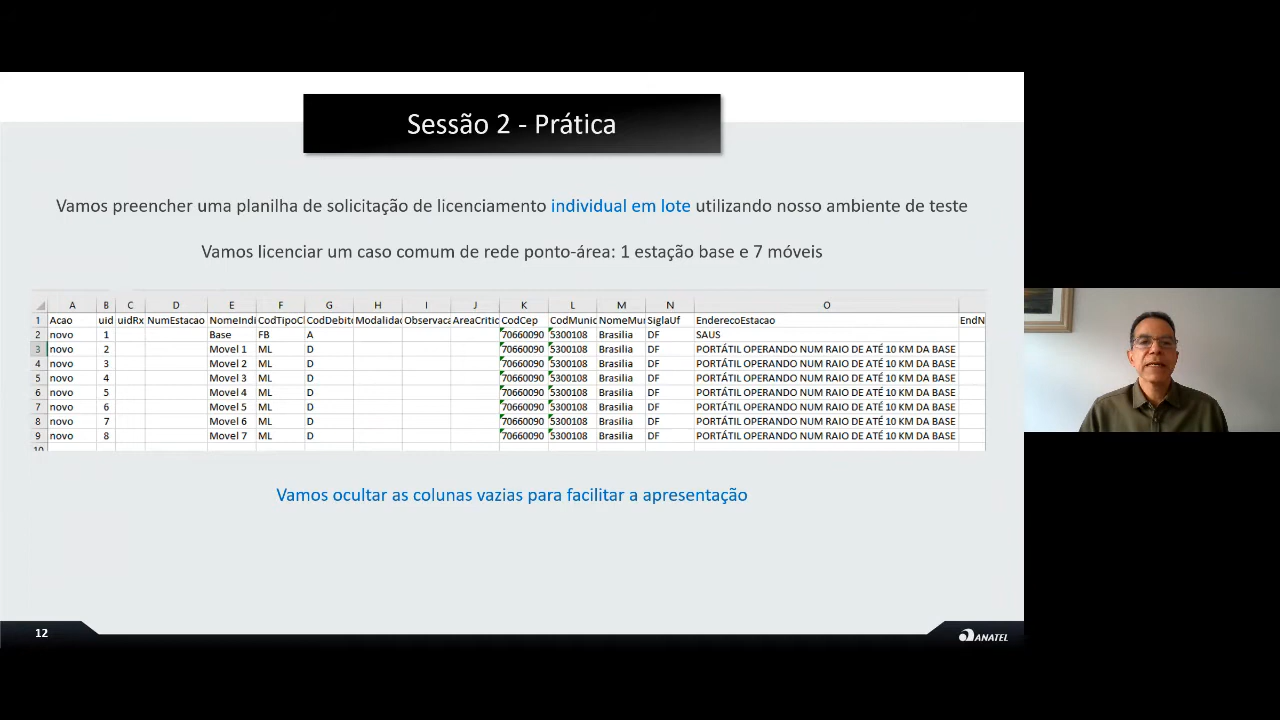 Sessão 2 - Prática
Vamos preencher uma planilha de solicitação de licenciamento individual em lote utilizando nosso ambiente de teste
Vamos licenciar um caso comum de rede ponto-área: 1 estação base e 7 móveis
A B C D E F G H I J K L M N O
1 Acao uid uidRx NumEstacao NomeIndi CodTipoCl CodDebito Modalidad Observaca AreaCritic CodCep CodMunic NomeMun SiglaUf EnderecoEstacao EndN
2 novo 1 Base FB A 70660090 5300108 Brasilia DF SAUS
3 novo 2 Movel 1 ML D 70660090 5300108 Brasilia DF PORTÁTIL OPERANDO NUM RAIO DE ATÉ 10 KM DA BASE
4 novo 3 Movel 2 ML D 70660090 5300108 Brasilia DF PORTÁTIL OPERANDO NUM RAIO DE ATÉ 10 KM DA BASE
5 novo 4 Movel 3 ML D 70660090 5300108 Brasilia DF PORTÁTIL OPERANDO NUM RAIO DE ATÉ 10 KM DA BASE
6 novo 5 Movel 4 ML D 70660090 5300108 Brasilia DF PORTÁTIL OPERANDO NUM RAIO DE ATÉ 10 KM DA BASE
7 novo 6 Movel 5 ML D 70660090 5300108 Brasilia DF PORTÁTIL OPERANDO NUM RAIO DE ATÉ 10 KM DA BASE
8 novo 7 Movel 6 ML D 70660090 5300108 Brasilia DF PORTÁTIL OPERANDO NUM RAIO DE ATÉ 10 KM DA BASE
9 novo 8 Movel 7 ML D 70660090 5300108 Brasilia DF PORTÁTIL OPERANDO NUM RAIO DE ATÉ 10 KM DA BASE
10
Vamos ocultar as colunas vazias para facilitar a apresentação
12
ANATEL